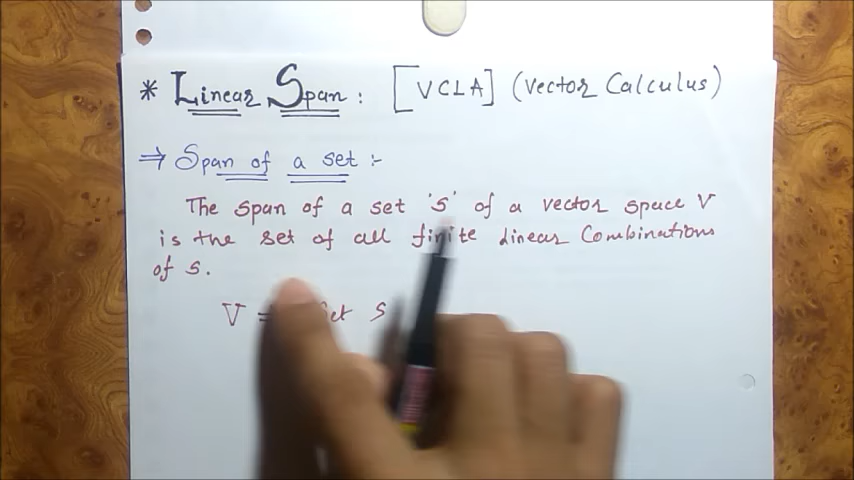 * Linear Span : [VCLA] (Vector Calculus)
⇒ Span of a set :-
The span of a set 's' of a vector space V
is the set of all finite Linear Combinations
of s.
V = set s